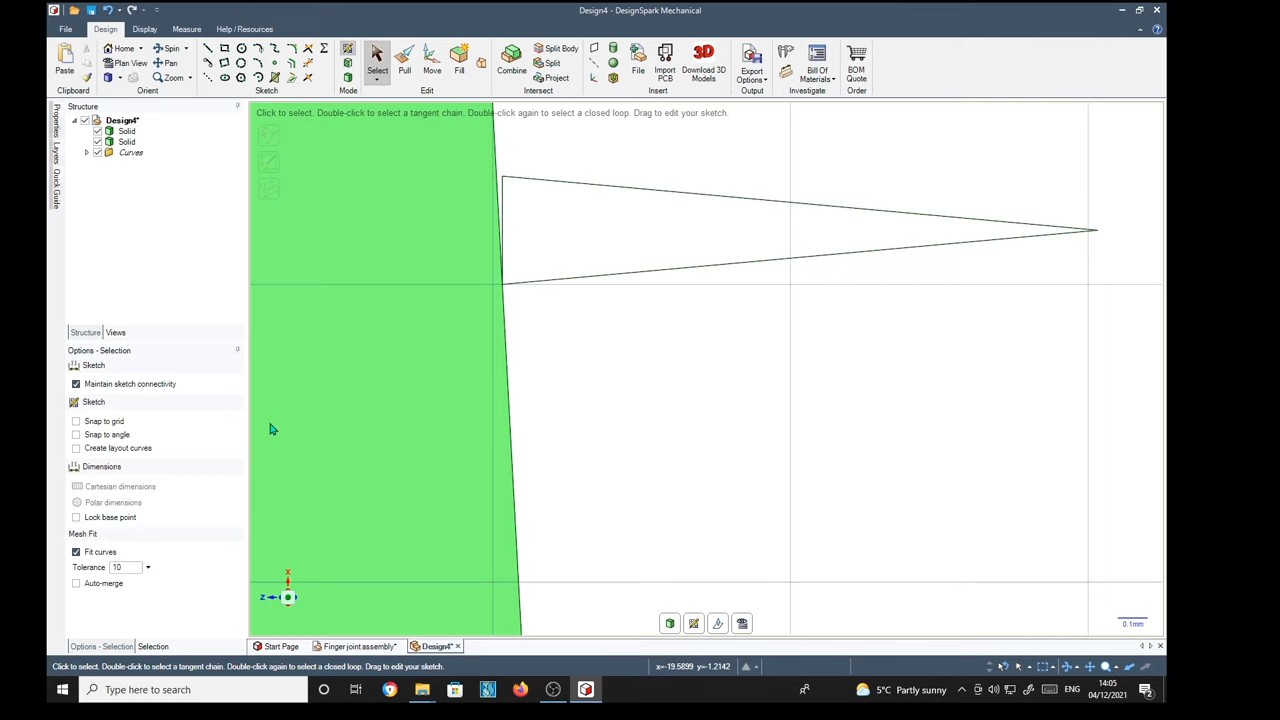 Design4 - DesignSpark Mechanical
File Design Display Measure Help / Resources
Paste
Clipboard
Home Spin
Plan View Pan
Zoom
Orient
Sketch
Mode
Select Pull Move Fill
Edit
Combine Split Body
Split
Project
Intersect
File Import PCB Download 3D Models
Insert
Export Options
Output
Bill Of Materials
Investigate
BOM Quote
Order
Structure
Design4*
Solid
Solid
Curves
Properties Layers Quick Guide
Click to select. Double-click to select a tangent chain. Double-click again to select a closed loop. Drag to edit your sketch.
Structure Views
Options - Selection
Sketch
Maintain sketch connectivity
Sketch
Snap to grid
Snap to angle
Create layout curves
Dimensions
Cartesian dimensions
Polar dimensions
Lock base point
Mesh Fit
Fit curves
Tolerance 10
Auto-merge
X
Z
0.1mm
Options - Selection Selection
Start Page Finger joint assembly* Design4*
Click to select. Double-click to select a tangent chain. Double-click again to select a closed loop. Drag to edit your sketch.
x=-19.5899 y=-1.2142
Type here to search
5°C Partly sunny
ENG
14:05
04/12/2021
2